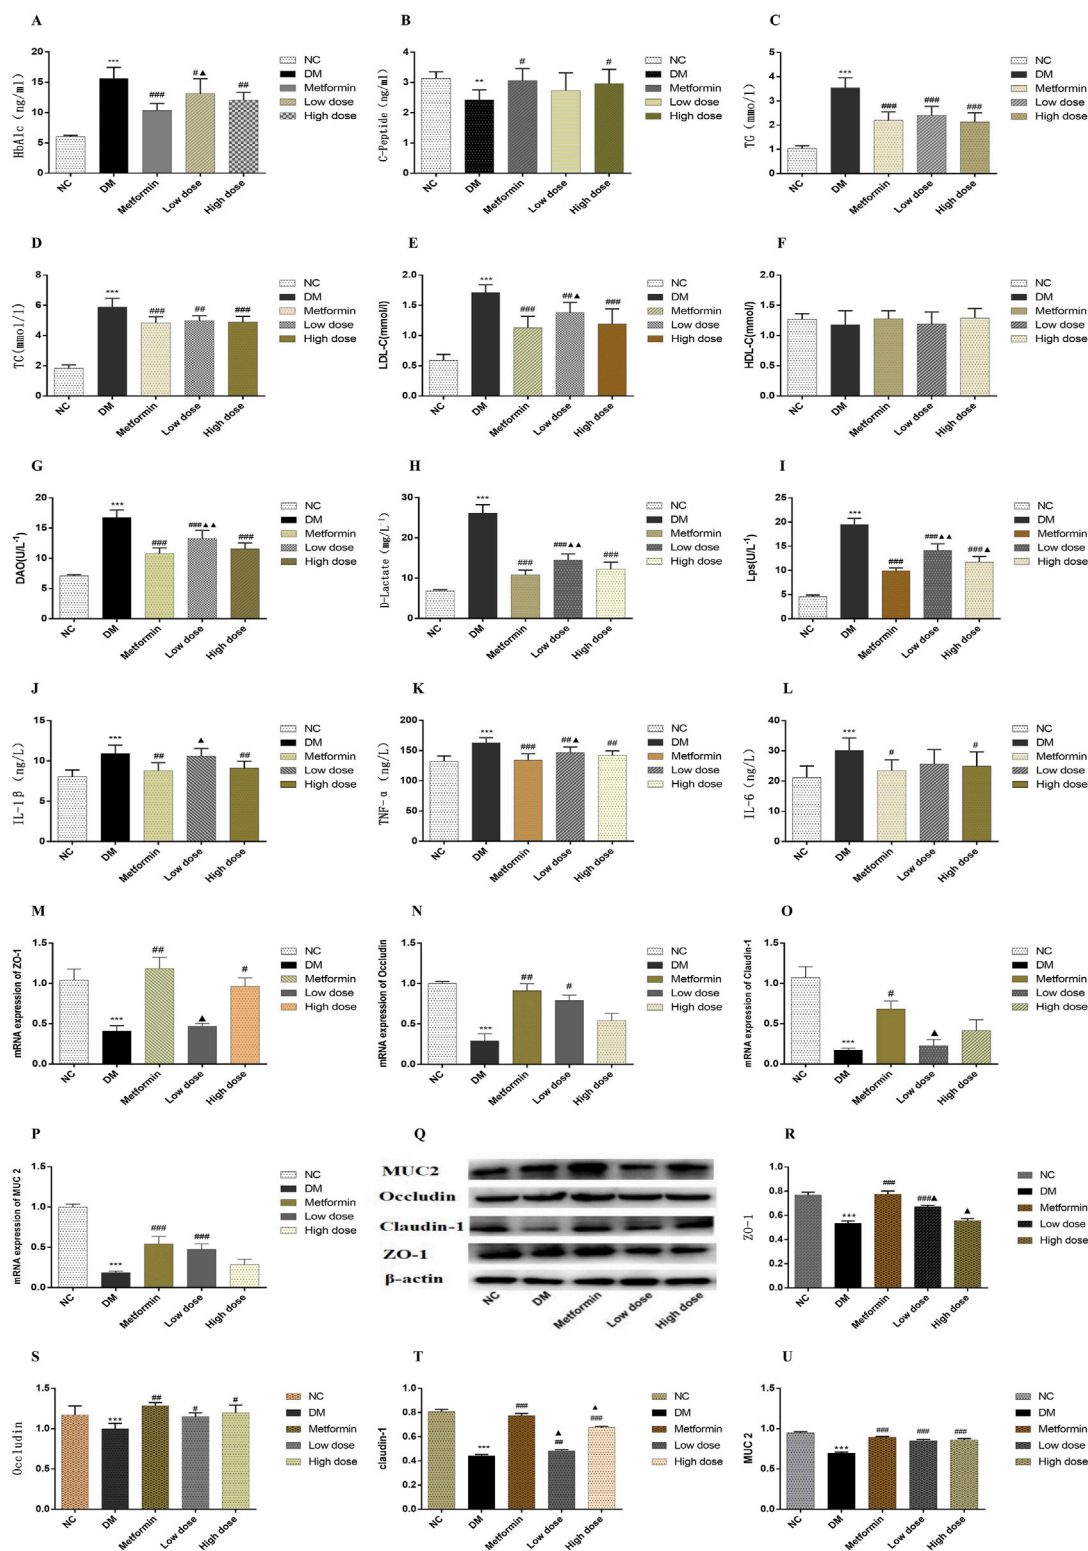 A
HbA1c (ng/ml)
20
15
10
5
0
***
###
#▲
##
NC
DM
Metformin
Low dose
High dose
NC
DM
Metformin
Low dose
High dose
B
C-Peptide (ng/ml)
5
4
3
2
1
0
**
#
#
NC
DM
Metformin
Low dose
High dose
NC
DM
Metformin
Low dose
High dose
C
TG (mmo/l)
5
4
3
2
1
0
***
###
###
###
NC
DM
Metformin
Low dose
High dose
NC
DM
Metformin
Low dose
High dose
D
TC(mmol/l)
8
6
4
2
0
***
###
##
###
NC
DM
Metformin
Low dose
High dose
NC
DM
Metformin
Low dose
High dose
E
LDL-C(mmol/l)
2.0
1.5
1.0
0.5
0.0
***
###
##▲
###
NC
DM
Metformin
Low dose
High dose
NC
DM
Metformin
Low dose
High dose
F
HDL-C(mmol/)
2.0
1.5
1.0
0.5
0.0
NC
DM
Metformin
Low dose
High dose
NC
DM
Metformin
Low dose
High dose
G
DAO(U/L⁻¹)
20
15
10
5
0
***
###
###▲▲
###
NC
DM
Metformin
Low dose
High dose
NC
DM
Metformin
Low dose
High dose
H
D-Lactate (mg/L⁻¹)
30
20
10
0
***
###
###▲▲
###
NC
DM
Metformin
Low dose
High dose
NC
DM
Metformin
Low dose
High dose
I
Lps(U/L⁻¹)
25
20
15
10
5
0
***
###
###▲▲
###▲
NC
DM
Metformin
Low dose
High dose
NC
DM
Metformin
Low dose
High dose
J
IL-1β (ng/L)
15
10
5
0
***
##
▲
##
NC
DM
Metformin
Low dose
High dose
NC
DM
Metformin
Low dose
High dose
K
TNF-α (ng/L)
200
150
100
50
0
***
###
##▲
##
NC
DM
Metformin
Low dose
High dose
NC
DM
Metformin
Low dose
High dose
L
IL-6 (ng/L)
40
30
20
10
0
***
#
#
NC
DM
Metformin
Low dose
High dose
NC
DM
Metformin
Low dose
High dose
M
mRNA expression of ZO-1
1.5
1.0
0.5
0.0
***
##
▲
#
NC
DM
Metformin
Low dose
High dose
NC
DM
Metformin
Low dose
High dose
N
mRNA expression of Occludin
1.5
1.0
0.5
0.0
***
##
#
NC
DM
Metformin
Low dose
High dose
NC
DM
Metformin
Low dose
High dose
O
mRNA expression of Claudin-1
1.5
1.0
0.5
0.0
***
#
▲
NC
DM
Metformin
Low dose
High dose
NC
DM
Metformin
Low dose
High dose
P
mRNA expression of MUC 2
1.5
1.0
0.5
0.0
***
###
###
NC
DM
Metformin
Low dose
High dose
NC
DM
Metformin
Low dose
High dose
Q
MUC2
Occludin
Claudin-1
ZO-1
β-actin
NC
DM
Metformin
Low dose
High dose
R
ZO-1
1.0
0.8
0.6
0.4
0.2
0.0
***
###
###▲
▲
NC
DM
Metformin
Low dose
High dose
NC
DM
Metformin
Low dose
High dose
S
Occludin
1.5
1.0
0.5
0.0
***
##
#
#
NC
DM
Metformin
Low dose
High dose
NC
DM
Metformin
Low dose
High dose
T
claudin-1
1.0
0.8
0.6
0.4
0.2
0.0
***
###
▲
##
▲
###
NC
DM
Metformin
Low dose
High dose
NC
DM
Metformin
Low dose
High dose
U
MUC 2
1.5
1.0
0.5
0.0
***
###
###
###
NC
DM
Metformin
Low dose
High dose
NC
DM
Metformin
Low dose
High dose